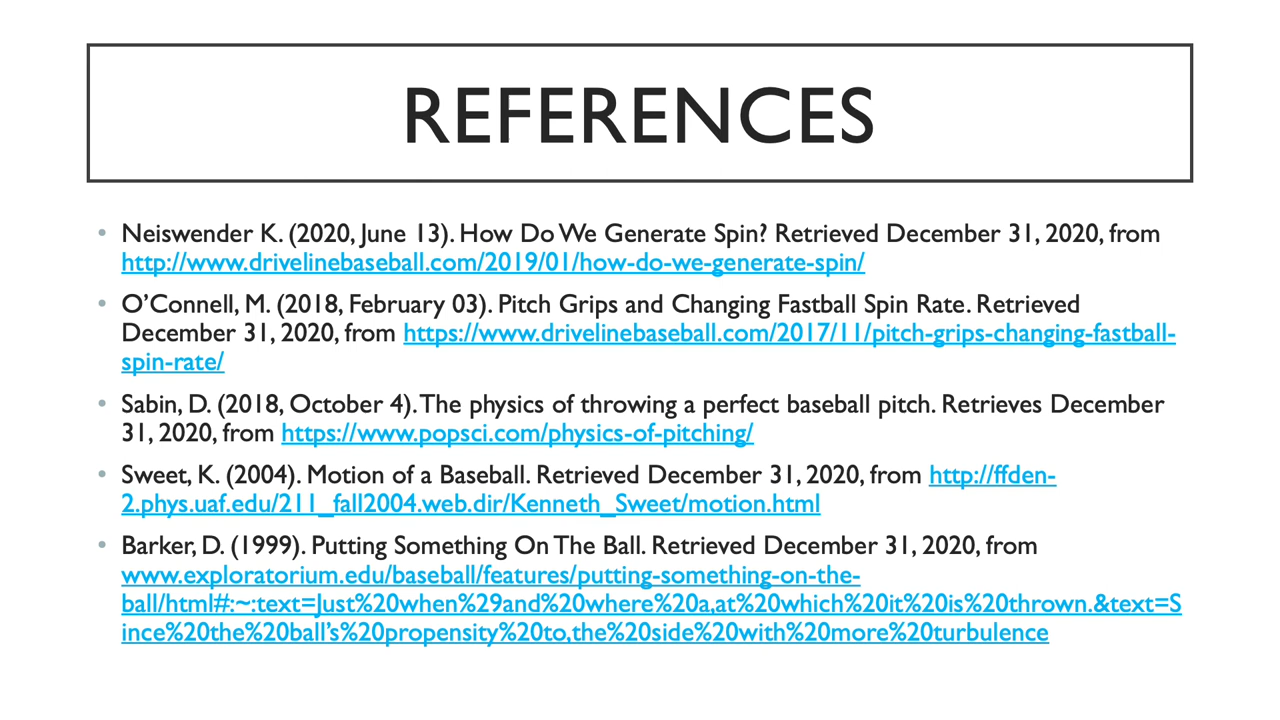 REFERENCES
• Neiswender K. (2020, June 13). How Do We Generate Spin? Retrieved December 31, 2020, from
http://www.drivelinebaseball.com/2019/01/how-do-we-generate-spin/
• O’Connell, M. (2018, February 03). Pitch Grips and Changing Fastball Spin Rate. Retrieved
December 31, 2020, from https://www.drivelinebaseball.com/2017/11/pitch-grips-changing-fastball-
spin-rate/
• Sabin, D. (2018, October 4). The physics of throwing a perfect baseball pitch. Retrieves December
31, 2020, from https://www.popsci.com/physics-of-pitching/
• Sweet, K. (2004). Motion of a Baseball. Retrieved December 31, 2020, from http://ffden-
2.phys.uaf.edu/211_fall2004.web.dir/Kenneth_Sweet/motion.html
• Barker, D. (1999). Putting Something On The Ball. Retrieved December 31, 2020, from
www.exploratorium.edu/baseball/features/putting-something-on-the-
ball/html#:~:text=Just%20when%29and%20where%20a,at%20which%20it%20is%20thrown.&text=S
ince%20the%20ball’s%20propensity%20to,the%20side%20with%20more%20turbulence